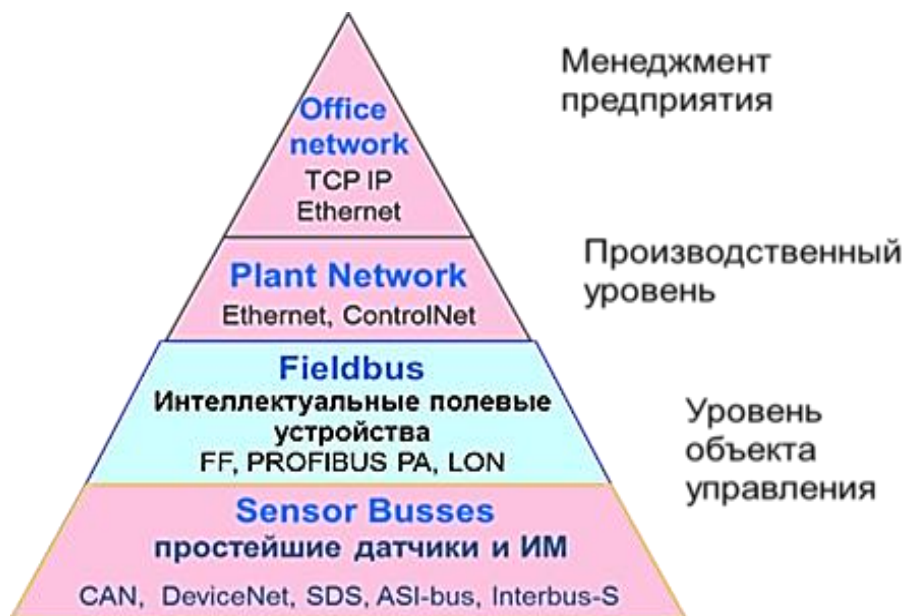 Менеджмент
предприятия
Office
network
TCP IP
Ethernet
Производственный
уровень
Plant Network
Ethernet, ControlNet
Fieldbus
Интеллектуальные полевые
устройства
FF, PROFIBUS PA, LON
Уровень
объекта
управления
Sensor Busses
простейшие датчики и ИМ
CAN, DeviceNet, SDS, ASI-bus, Interbus-S